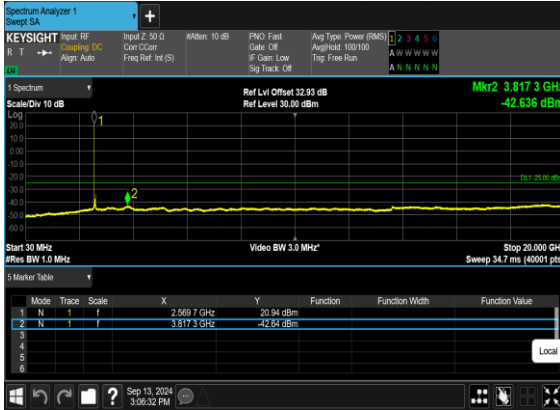 Spectrum Analyzer 1
Swept SA
+
KEYSIGHT
R T
Input: RF
Coupling: DC
Align: Auto
Input Z: 50 Ω
Corr CCorr
Freq Ref: Int (S)
#Atten: 10 dB
PNO: Fast
Gate: Off
IF Gain: Low
Sig Track: Off
Avg Type: Power (RMS)
Avg|Hold: 100/100
Trig: Free Run
1 2 3 4 5 6
A W W W W W
A N N N N N
1 Spectrum
Scale/Div 10 dB
Ref Lvl Offset 32.93 dB
Ref Level 30.00 dBm
Mkr2 3.817 3 GHz
-42.636 dBm
Log
20.0
10.0
0.00
-10.0
-20.0
-30.0
-40.0
-50.0
-60.0
1
2
DL1 -25.00 dBm
Start 30 MHz
#Res BW 1.0 MHz
Video BW 3.0 MHz*
Stop 20.000 GH
Sweep 34.7 ms (40001 pts
5 Marker Table
Mode Trace Scale X Y Function Function Width Function Value
1 N 1 f 2.569 7 GHz 20.94 dBm
2 N 1 f 3.817 3 GHz -42.64 dBm
3
4
5
6
Local
?
Sep 13, 2024
3:06:32 PM